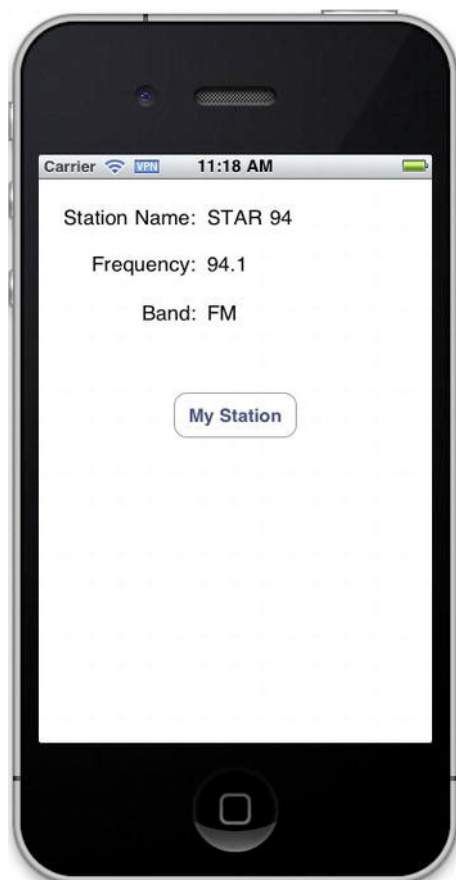 Carrier VPN 11:18 AM
Station Name: STAR 94
Frequency: 94.1
Band: FM
My Station